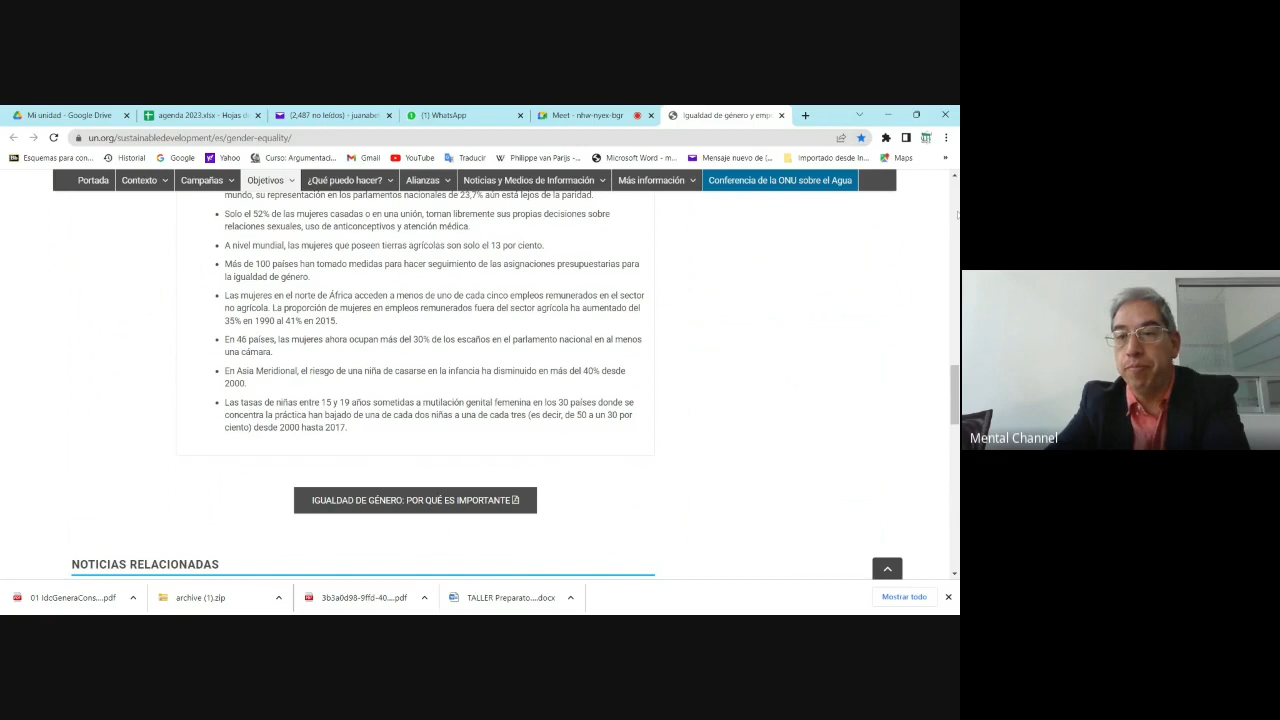 Mi unidad - Google Drive
agenda 2023.xlsx - Hojas d
(2,487 no leídos) - juanabet
(1) WhatsApp
Meet - nhw-nyex-bgr
Igualdad de género y emp
un.org/sustainabledevelopment/es/gender-equality/
Esquemas para con...
Historial
Google
Yahoo
Curso: Argumentaci...
Gmail
YouTube
Traducir
Philippe van Parijs -...
Microsoft Word - m...
Mensaje nuevo de (...
Importado desde In...
Maps
»
Portada
Contexto
Campañas
Objetivos
¿Qué puedo hacer?
Alianzas
Noticias y Medios de Información
Más información
Conferencia de la ONU sobre el Agua
mundo, su representación en los parlamentos nacionales de 23,7% aún está lejos de la paridad.
Solo el 52% de las mujeres casadas o en una unión, toman libremente sus propias decisiones sobre
relaciones sexuales, uso de anticonceptivos y atención médica.
A nivel mundial, las mujeres que poseen tierras agrícolas son solo el 13 por ciento.
Más de 100 países han tomado medidas para hacer seguimiento de las asignaciones presupuestarias para
la igualdad de género.
Las mujeres en el norte de África acceden a menos de uno de cada cinco empleos remunerados en el sector
no agrícola. La proporción de mujeres en empleos remunerados fuera del sector agrícola ha aumentado del
35% en 1990 al 41% en 2015.
En 46 países, las mujeres ahora ocupan más del 30% de los escaños en el parlamento nacional en al menos
una cámara.
En Asia Meridional, el riesgo de una niña de casarse en la infancia ha disminuido en más del 40% desde
2000.
Las tasas de niñas entre 15 y 19 años sometidas a mutilación genital femenina en los 30 países donde se
concentra la práctica han bajado de una de cada dos niñas a una de cada tres (es decir, de 50 a un 30 por
ciento) desde 2000 hasta 2017.
IGUALDAD DE GÉNERO: POR QUÉ ES IMPORTANTE
NOTICIAS RELACIONADAS
01 IdcGeneraCons....pdf
archive (1).zip
3b3a0d98-9ffd-40....pdf
TALLER Preparato....docx
Mostrar todo
Mental Channel